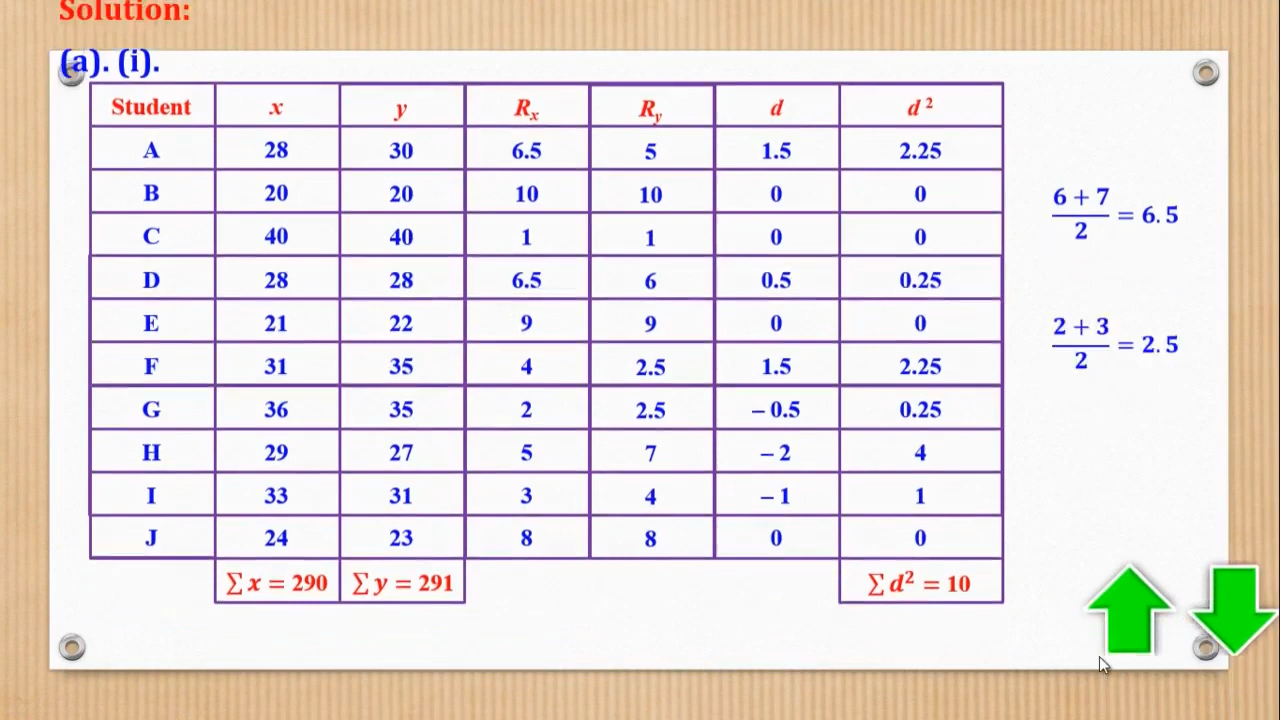 Solution:
(a). (i).
Student x y Rx Ry d d²
A 28 30 6.5 5 1.5 2.25
B 20 20 10 10 0 0
C 40 40 1 1 0 0
D 28 28 6.5 6 0.5 0.25
E 21 22 9 9 0 0
F 31 35 4 2.5 1.5 2.25
G 36 35 2 2.5 – 0.5 0.25
H 29 27 5 7 – 2 4
I 33 31 3 4 – 1 1
J 24 23 8 8 0 0
∑ x = 290 ∑ y = 291 ∑ d² = 10
6 + 7
2
= 6.5
2 + 3
2
= 2.5